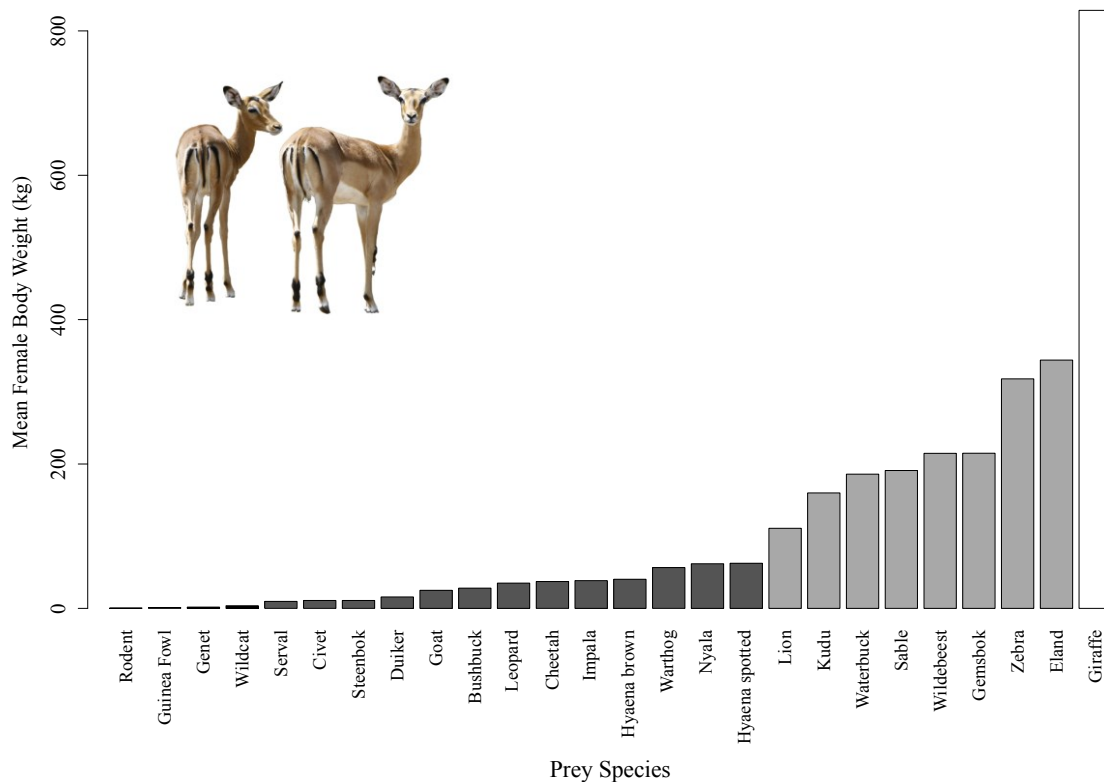 Mean Female Body Weight (kg)
800
600
400
200
0
Rodent
Guinea Fowl
Genet
Wildcat
Serval
Civet
Steenbok
Duiker
Goat
Bushbuck
Leopard
Cheetah
Impala
Hyaena brown
Warthog
Nyala
Hyaena spotted
Lion
Kudu
Waterbuck
Sable
Wildebeest
Gemsbok
Zebra
Eland
Giraffe
Prey Species